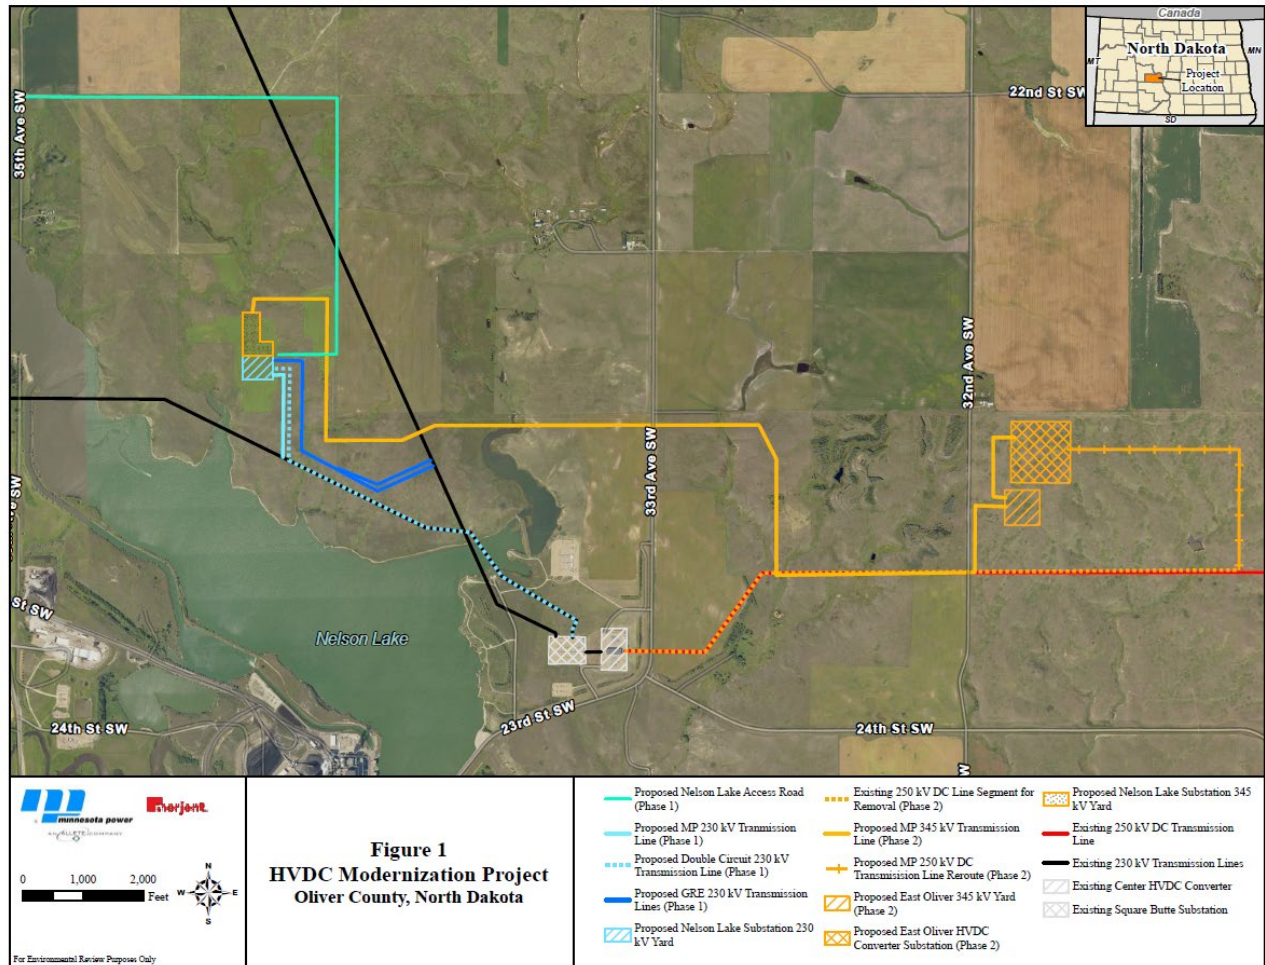 Canada
North Dakota
MT
MN
Project
Location
SD
22nd St SW
35th Ave SW
32nd Ave SW
33rd Ave SW
St SW
Nelson Lake
24th St SW
23rd St SW
24th St SW
W
minnesota power
AN ALLETE COMPANY
merjent.
0 1,000 2,000
Feet
N
W E
S
For Environmental Review Purposes Only
Figure 1
HVDC Modernization Project
Oliver County, North Dakota
Proposed Nelson Lake Access Road
(Phase 1)
Proposed MP 230 kV Tranmission
Line (Phase 1)
Proposed Double Circuit 230 kV
Transmission Line (Phase 1)
Proposed GRE 230 kV Transmission
Lines (Phase 1)
Proposed Nelson Lake Substation 230
kV Yard
Existing 250 kV DC Line Segment for
Removal (Phase 2)
Proposed MP 345 kV Transmission
Line (Phase 2)
Proposed MP 250 kV DC
Transmisision Line Reroute (Phase 2)
Proposed East Oliver 345 kV Yard
(Phase 2)
Proposed East Oliver HVDC
Converter Substation (Phase 2)
Proposed Nelson Lake Substation 345
kV Yard
Existing 250 kV DC Transmission
Line
Existing 230 kV Transmission Lines
Existing Center HVDC Converter
Existing Square Butte Substation